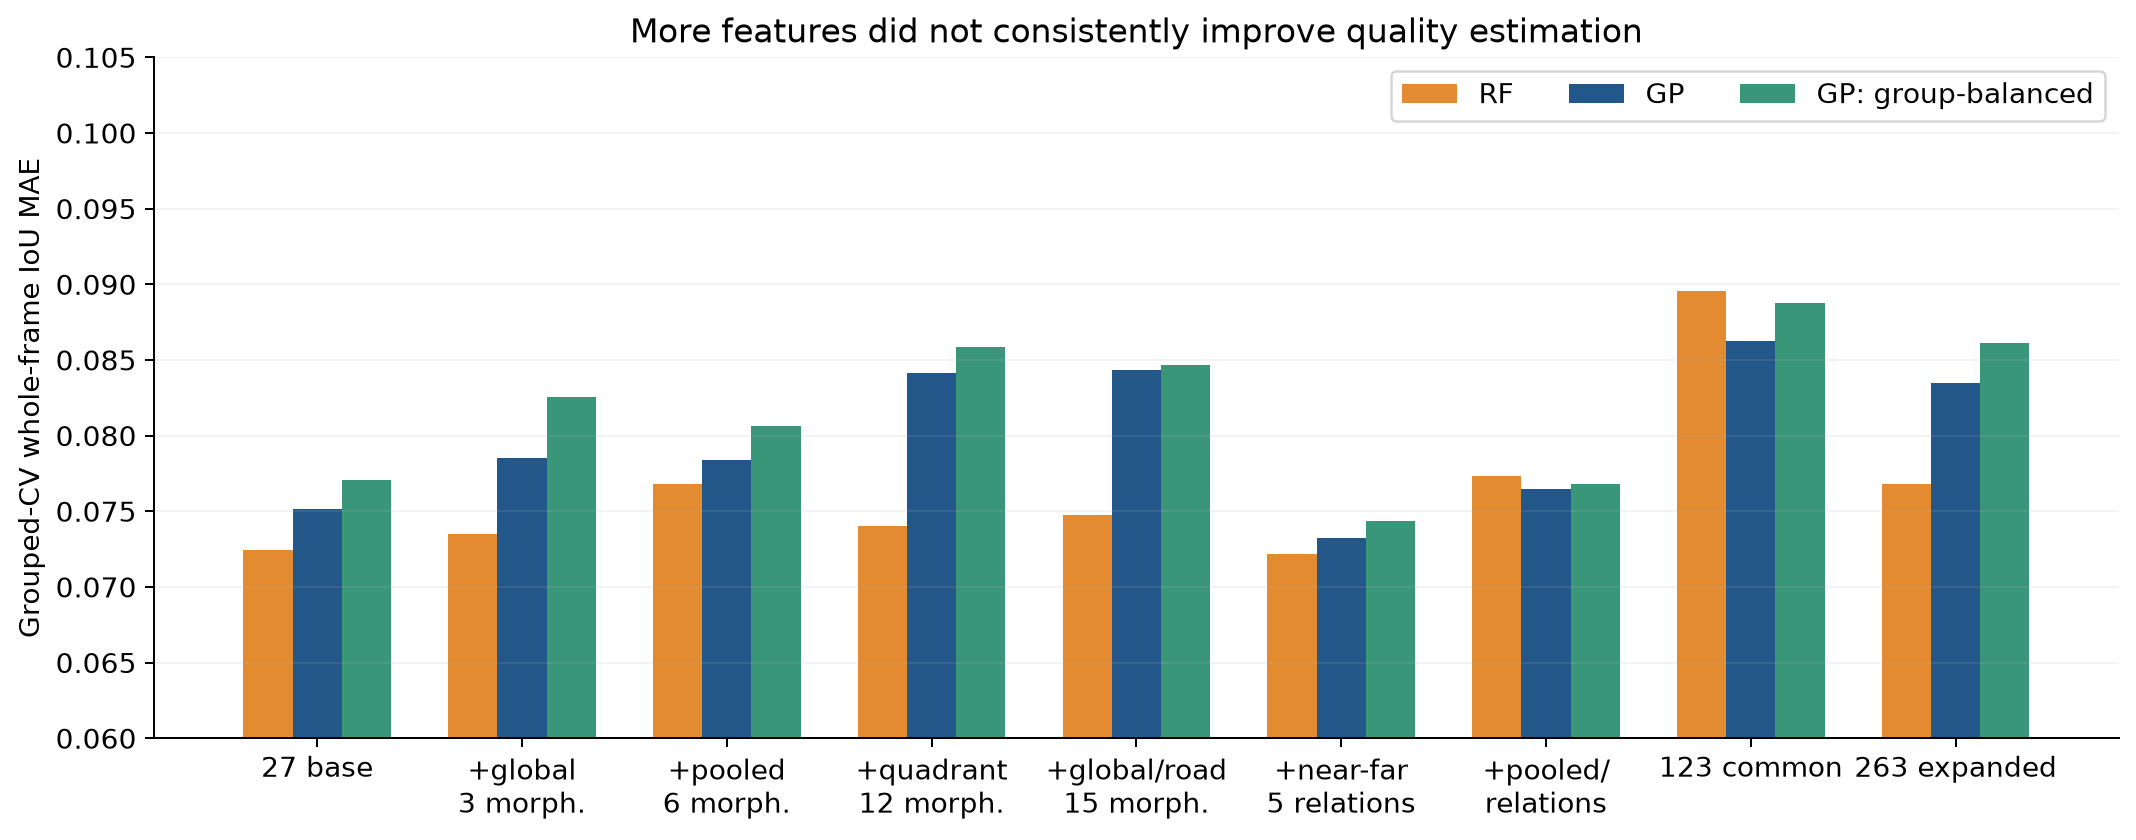 More features did not consistently improve quality estimation
RF
GP
GP: group-balanced
Grouped-CV whole-frame IoU MAE
0.105
0.100
0.095
0.090
0.085
0.080
0.075
0.070
0.065
0.060
27 base
+global
3 morph.
+pooled
6 morph.
+quadrant
12 morph.
+global/road
15 morph.
+near-far
5 relations
+pooled/
relations
123 common
263 expanded